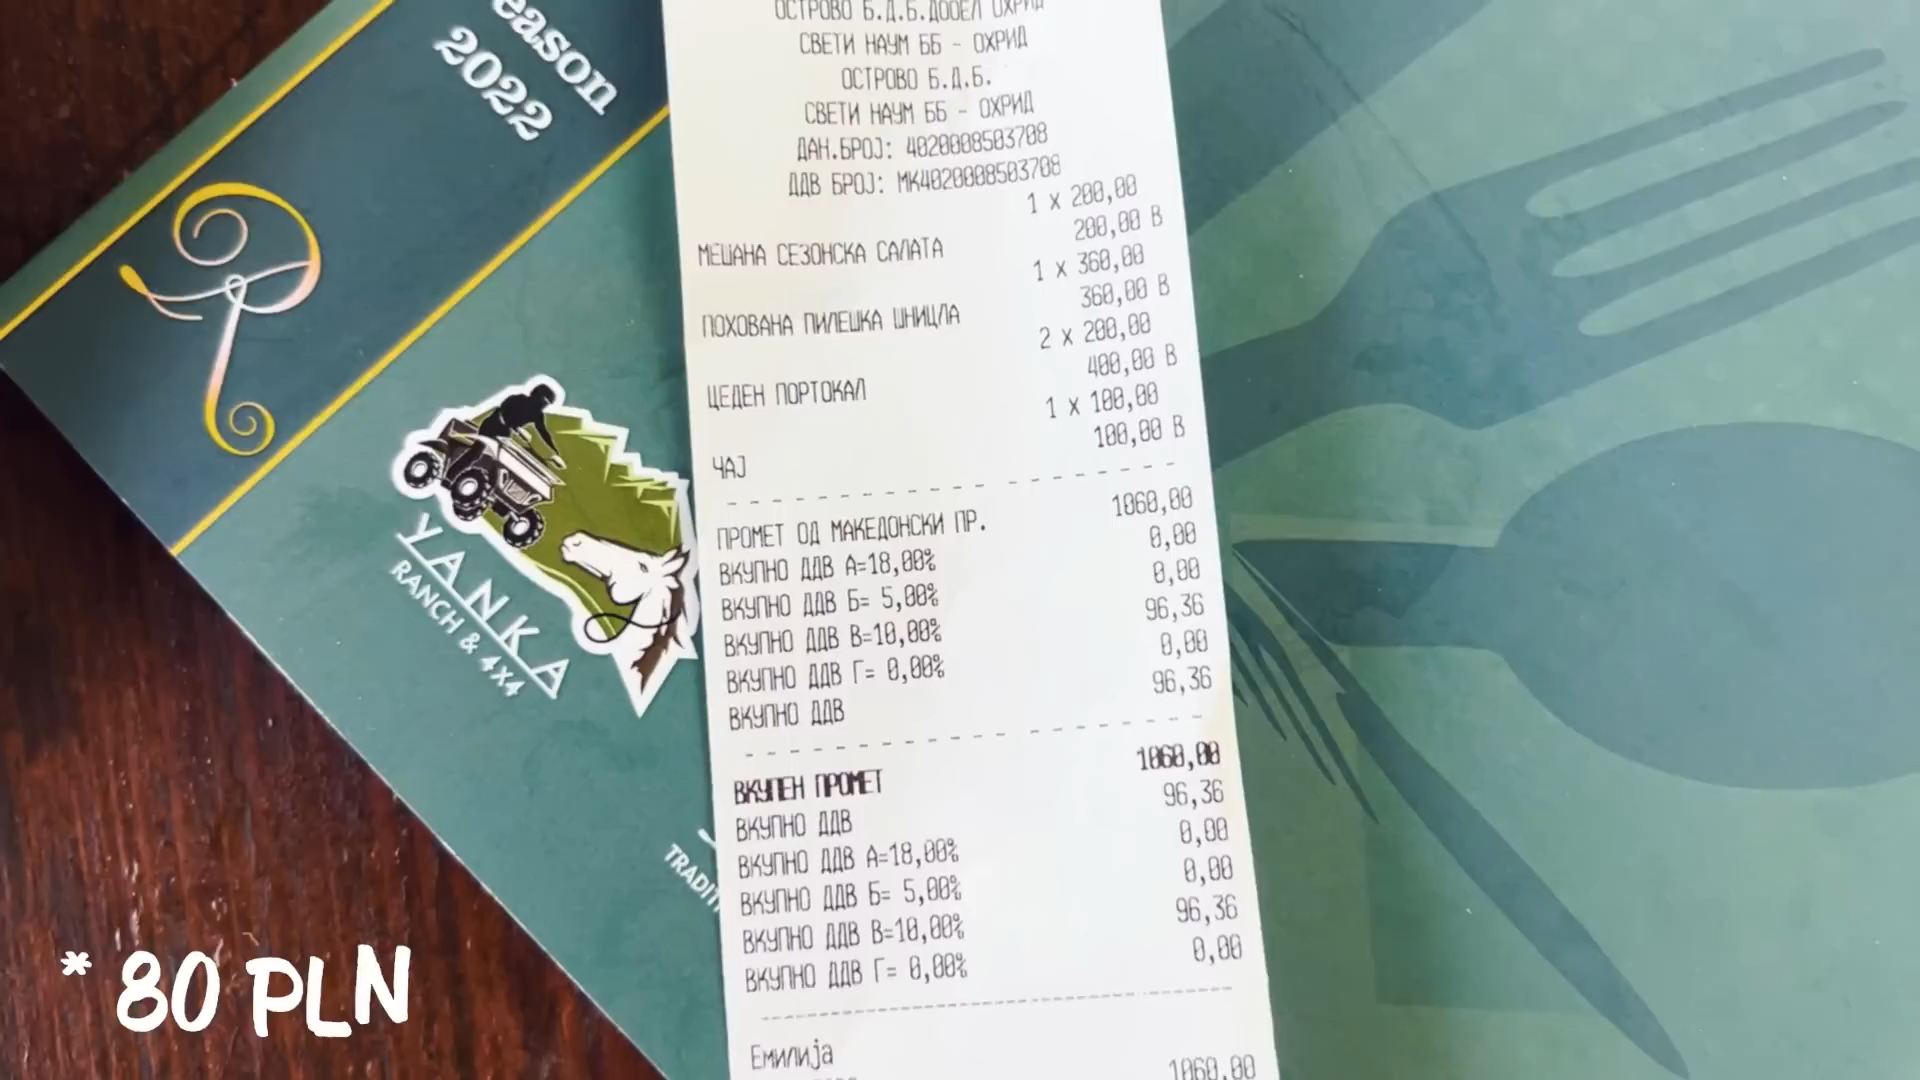 eason
2022
R
YANKA
RANCH & 4X4
* 80 PLN
ОСТРОВО Б.Д.Б.ДООЕЛ ОХРИД
СВЕТИ НАУМ ББ - ОХРИД
ОСТРОВО Б.Д.Б.
СВЕТИ НАУМ ББ - ОХРИД
ДАН.БРОЈ: 4020008503708
ДДВ БРОЈ: МК4020008503708
1 x 200,00
МЕШАНА СЕЗОНСКА САЛАТА 200,00 В
1 x 360,00
ПОХОВАНА ПИЛЕШКА ШНИЦЛА 360,00 В
2 x 200,00
ЦЕДЕН ПОРТОКАЛ 400,00 В
1 x 100,00
ЧАЈ 100,00 В
ПРОМЕТ ОД МАКЕДОНСКИ ПР. 1060,00
ВКУПНО ДДВ А=18,00% 0,00
ВКУПНО ДДВ Б= 5,00% 0,00
ВКУПНО ДДВ В=10,00% 96,36
ВКУПНО ДДВ Г= 0,00% 0,00
ВКУПНО ДДВ 96,36
ВКУПЕН ПРОМЕТ 1060,00
ВКУПНО ДДВ 96,36
ВКУПНО ДДВ А=18,00% 0,00
ВКУПНО ДДВ Б= 5,00% 0,00
ВКУПНО ДДВ В=10,00% 96,36
ВКУПНО ДДВ Г= 0,00% 0,00
Емилија
1060,00